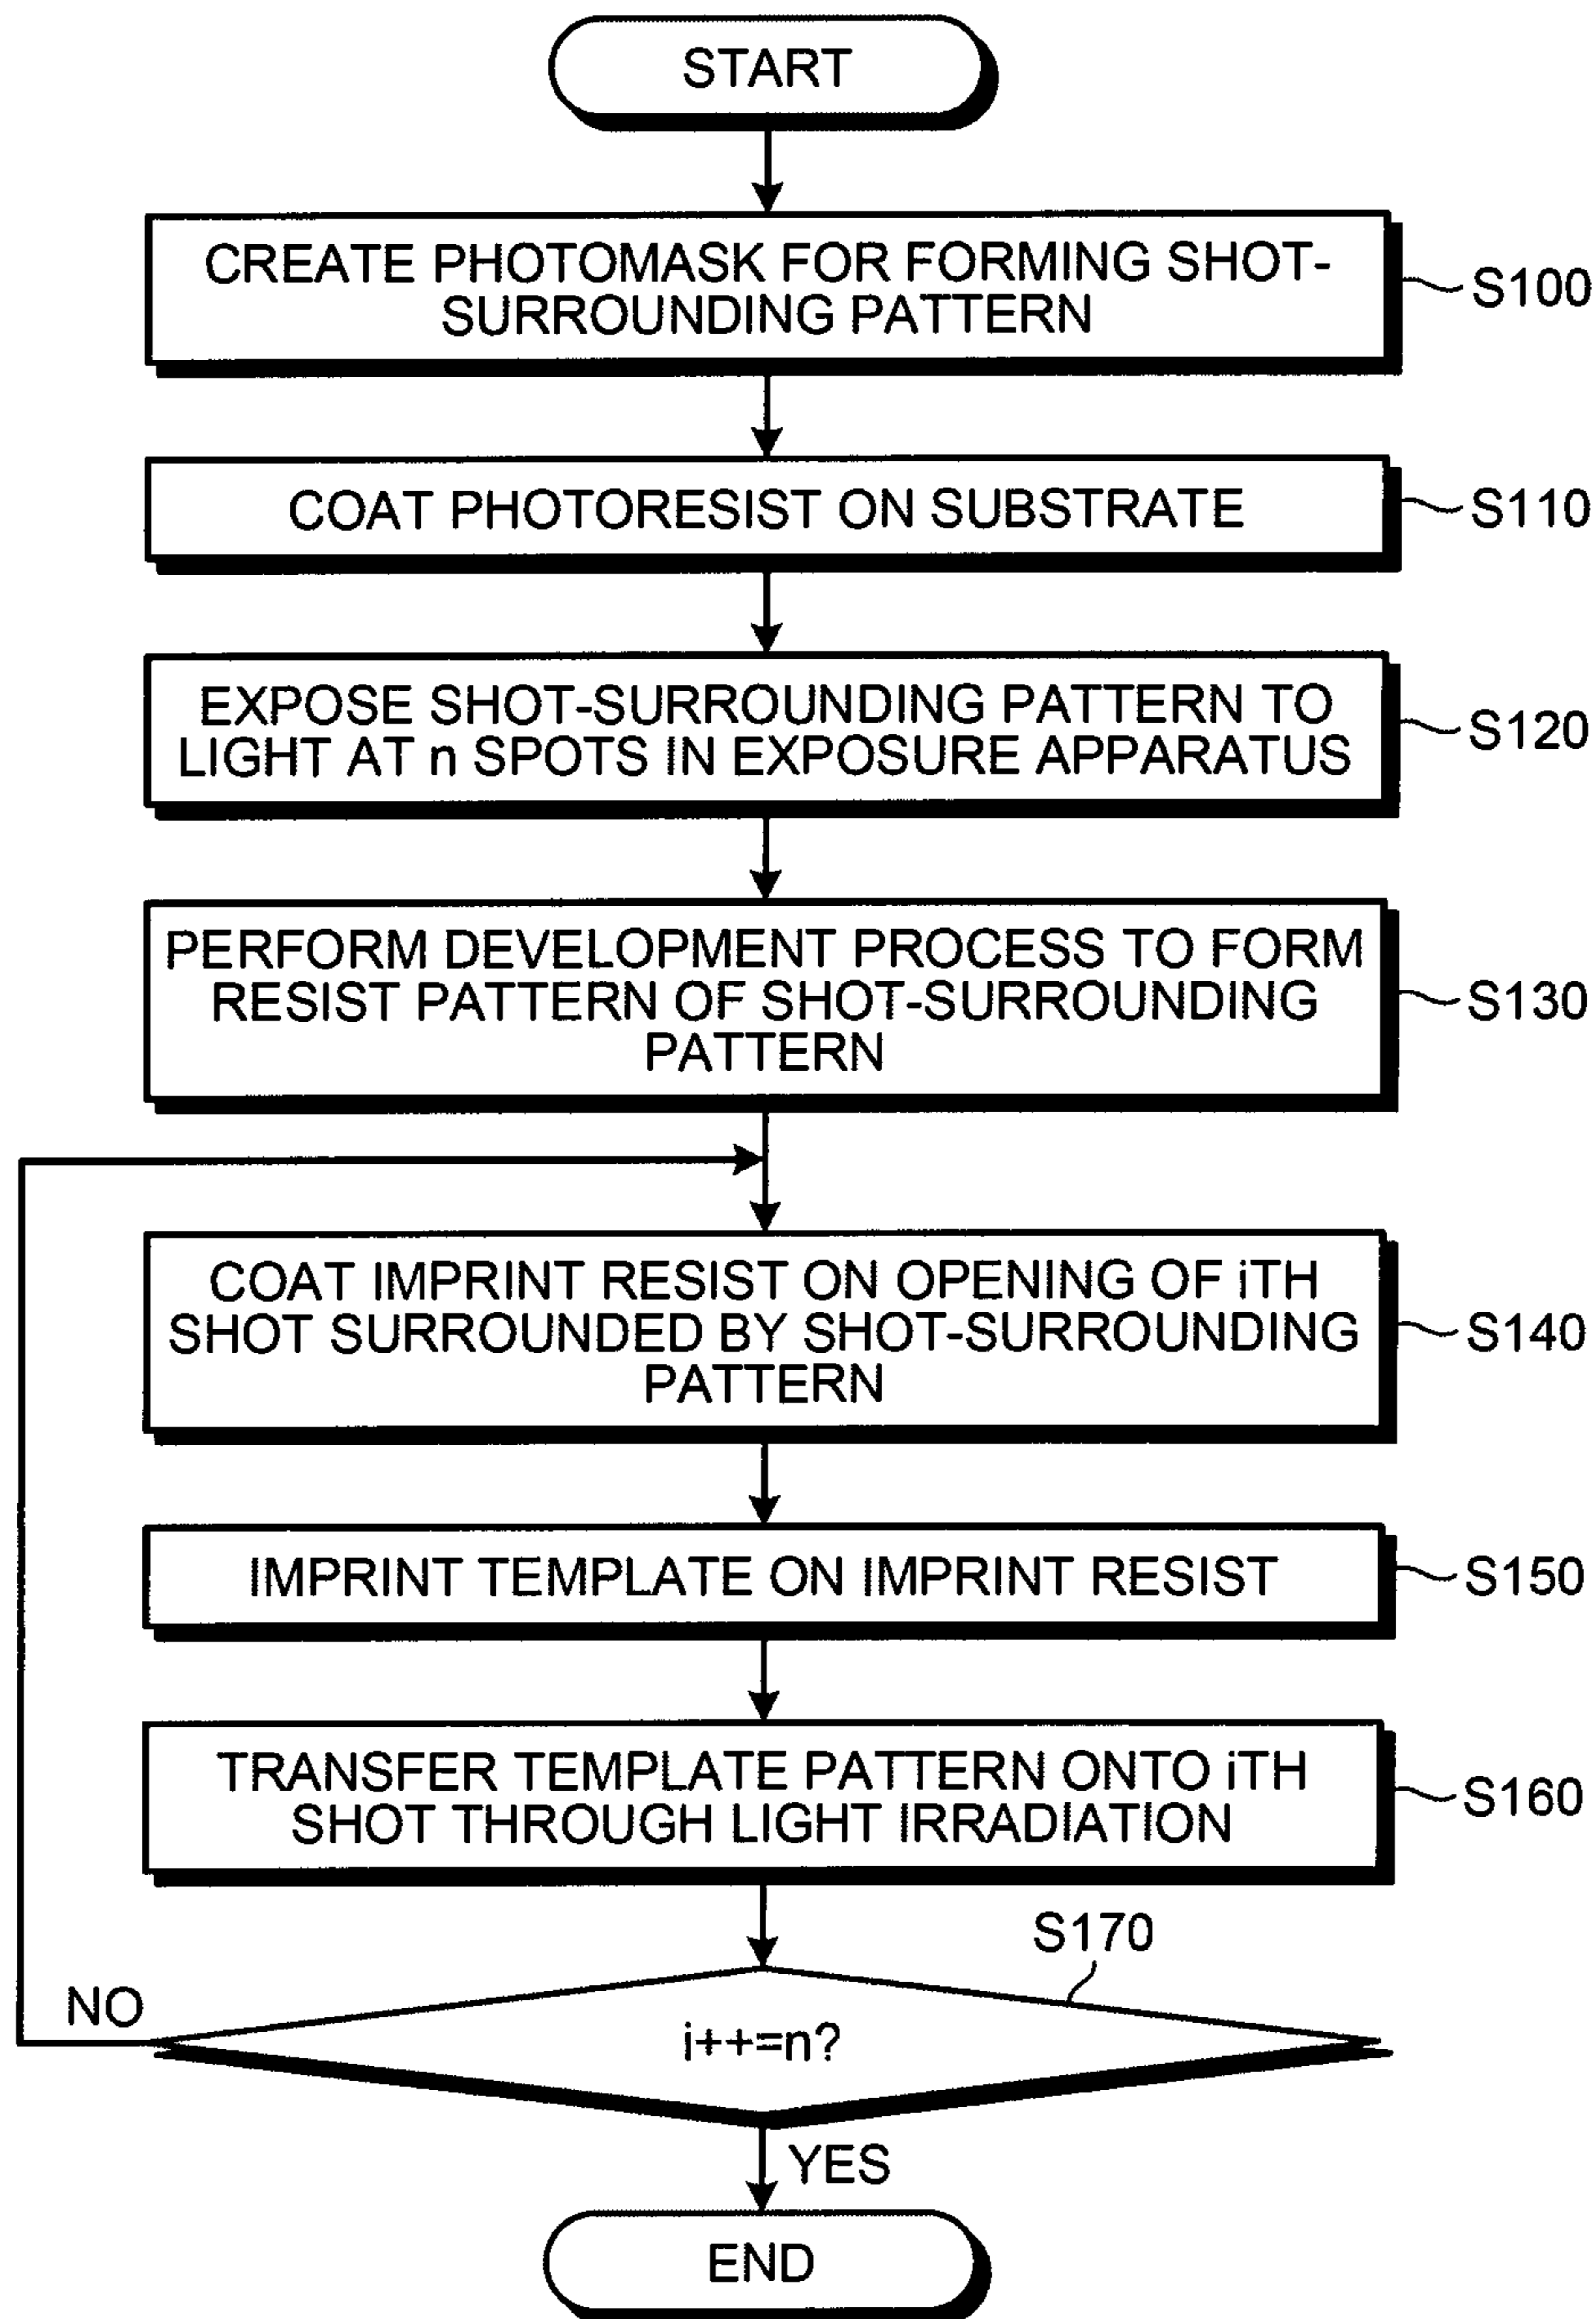 START
CREATE PHOTOMASK FOR FORMING SHOT-
SURROUNDING PATTERN
S100
COAT PHOTORESIST ON SUBSTRATE
S110
EXPOSE SHOT-SURROUNDING PATTERN TO
LIGHT AT n SPOTS IN EXPOSURE APPARATUS
S120
PERFORM DEVELOPMENT PROCESS TO FORM
RESIST PATTERN OF SHOT-SURROUNDING
PATTERN
S130
COAT IMPRINT RESIST ON OPENING OF iTH
SHOT SURROUNDED BY SHOT-SURROUNDING
PATTERN
S140
IMPRINT TEMPLATE ON IMPRINT RESIST
S150
TRANSFER TEMPLATE PATTERN ONTO iTH
SHOT THROUGH LIGHT IRRADIATION
S160
S170
NO
i++=n?
YES
END